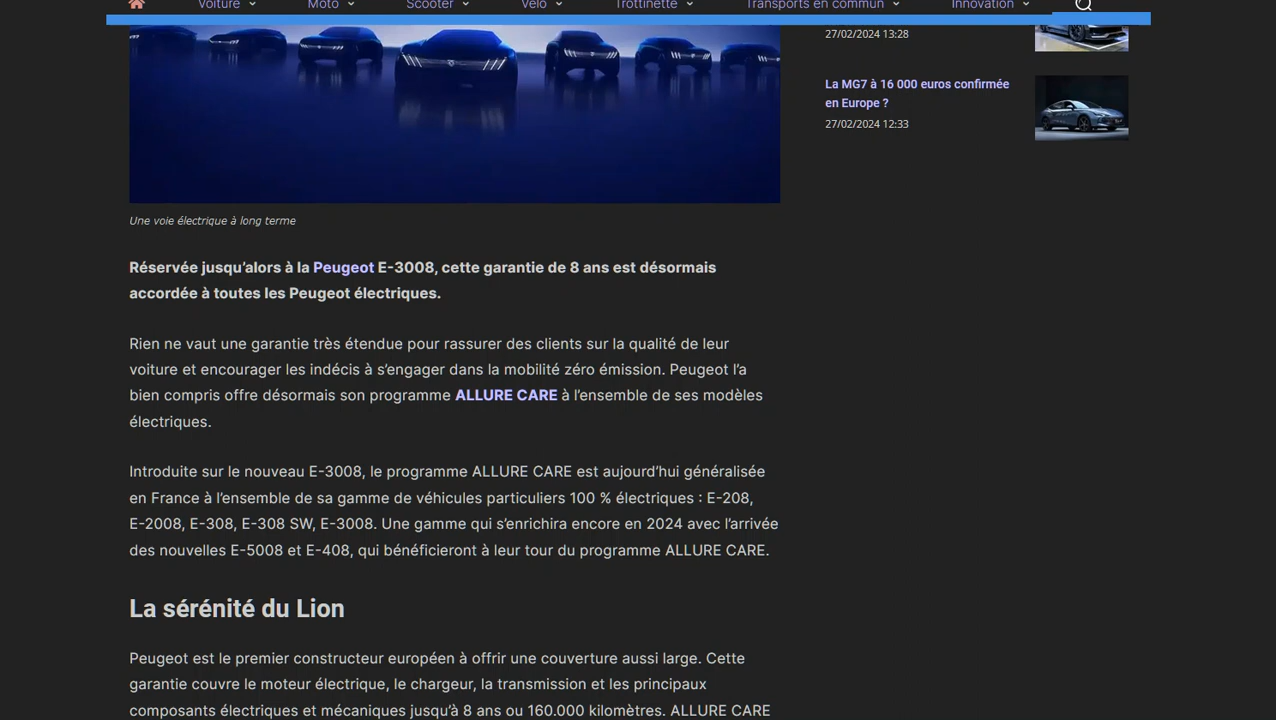 Voiture
Moto
Scooter
Vélo
Trottinette
Transports en commun
Innovation
27/02/2024 13:28
La MG7 à 16 000 euros confirmée
en Europe ?
27/02/2024 12:33
Une voie électrique à long terme
Réservée jusqu’alors à la Peugeot E-3008, cette garantie de 8 ans est désormais
accordée à toutes les Peugeot électriques.
Rien ne vaut une garantie très étendue pour rassurer des clients sur la qualité de leur
voiture et encourager les indécis à s’engager dans la mobilité zéro émission. Peugeot l’a
bien compris offre désormais son programme ALLURE CARE à l’ensemble de ses modèles
électriques.
Introduite sur le nouveau E-3008, le programme ALLURE CARE est aujourd’hui généralisée
en France à l’ensemble de sa gamme de véhicules particuliers 100 % électriques : E-208,
E-2008, E-308, E-308 SW, E-3008. Une gamme qui s’enrichira encore en 2024 avec l’arrivée
des nouvelles E-5008 et E-408, qui bénéficieront à leur tour du programme ALLURE CARE.
La sérénité du Lion
Peugeot est le premier constructeur européen à offrir une couverture aussi large. Cette
garantie couvre le moteur électrique, le chargeur, la transmission et les principaux
composants électriques et mécaniques jusqu’à 8 ans ou 160.000 kilomètres. ALLURE CARE